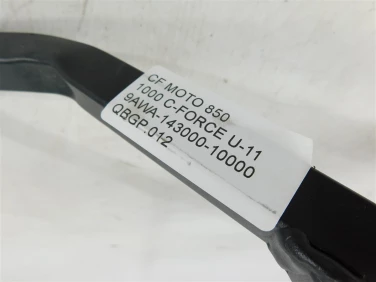 CF MOTO 850
1000 C-FORCE U-11
9AWA-143000-10000
QBGP.012